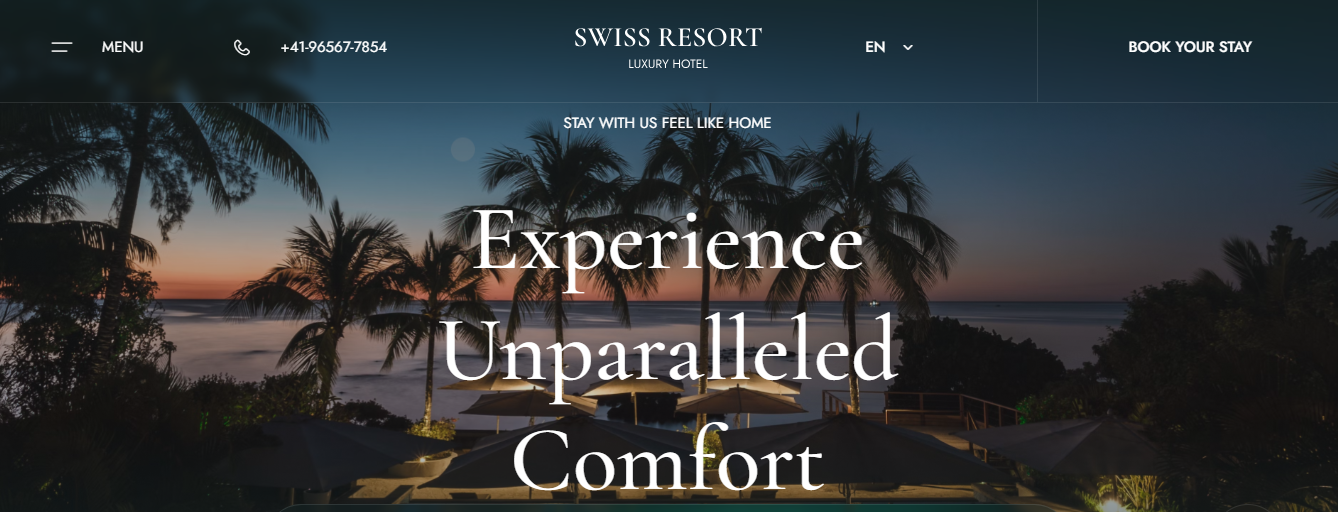 MENU
+41-96567-7854
SWISS RESORT
LUXURY HOTEL
EN
BOOK YOUR STAY
STAY WITH US FEEL LIKE HOME
Experience
Unparalleled
Comfort